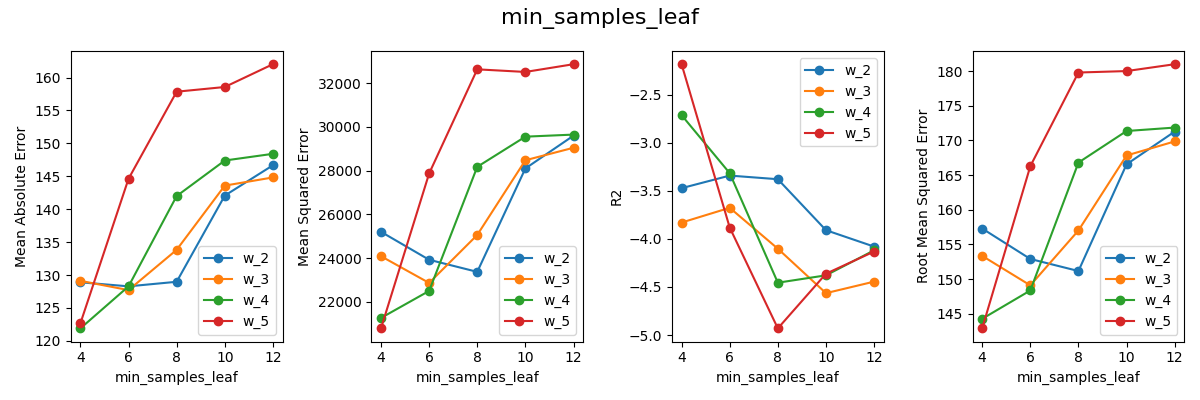 min_samples_leaf
Mean Absolute Error
160
155
150
145
140
135
130
125
120
4 6 8 10 12
min_samples_leaf
w_2
w_3
w_4
w_5
Mean Squared Error
32000
30000
28000
26000
24000
22000
4 6 8 10 12
min_samples_leaf
w_2
w_3
w_4
w_5
R2
−2.5
−3.0
−3.5
−4.0
−4.5
−5.0
4 6 8 10 12
min_samples_leaf
w_2
w_3
w_4
w_5
Root Mean Squared Error
180
175
170
165
160
155
150
145
4 6 8 10 12
min_samples_leaf
w_2
w_3
w_4
w_5